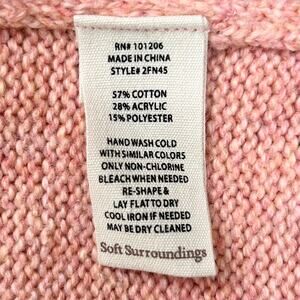 RN# 101206
MADE IN CHINA
STYLE# 2FN45
57% COTTON
28% ACRYLIC
15% POLYESTER
HAND WASH COLD
WITH SIMILAR COLORS
ONLY NON-CHLORINE
BLEACH WHEN NEEDED
RE-SHAPE &
LAY FLAT TO DRY
COOL IRON IF NEEDED
MAY BE DRY CLEANED
Soft Surroundings